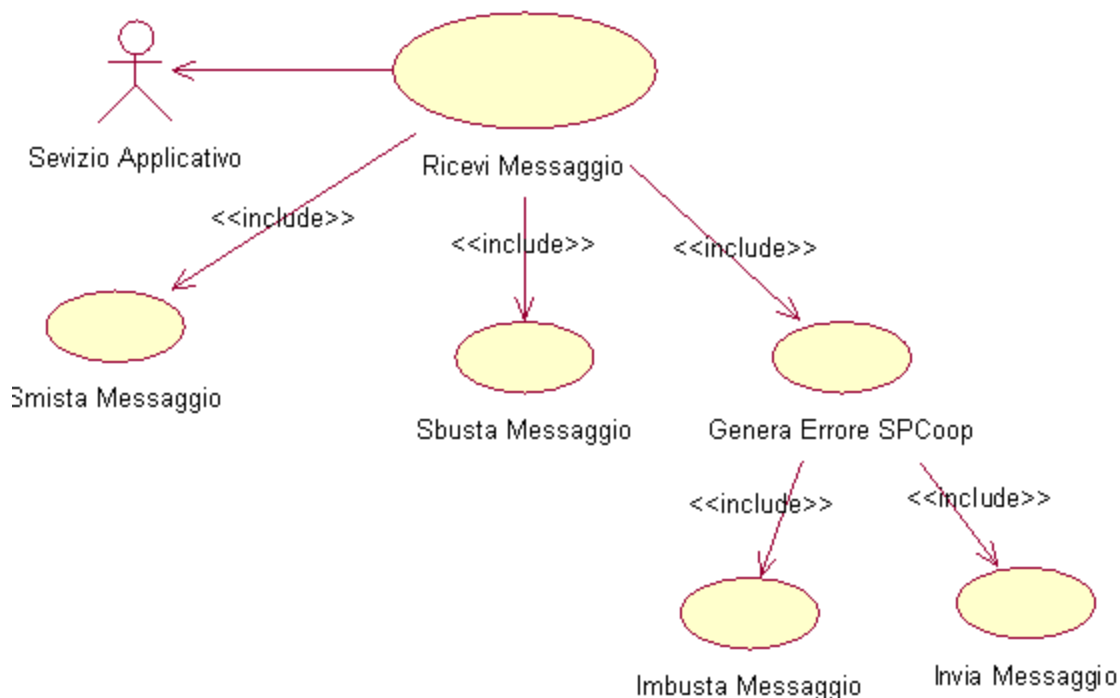 Sevizio Applicativo
Ricevi Messaggio
<<include>>
<<include>>
<<include>>
Smista Messaggio
Sbusta Messaggio
Genera Errore SPCoop
<<include>>
<<include>>
Imbusta Messaggio
Invia Messaggio